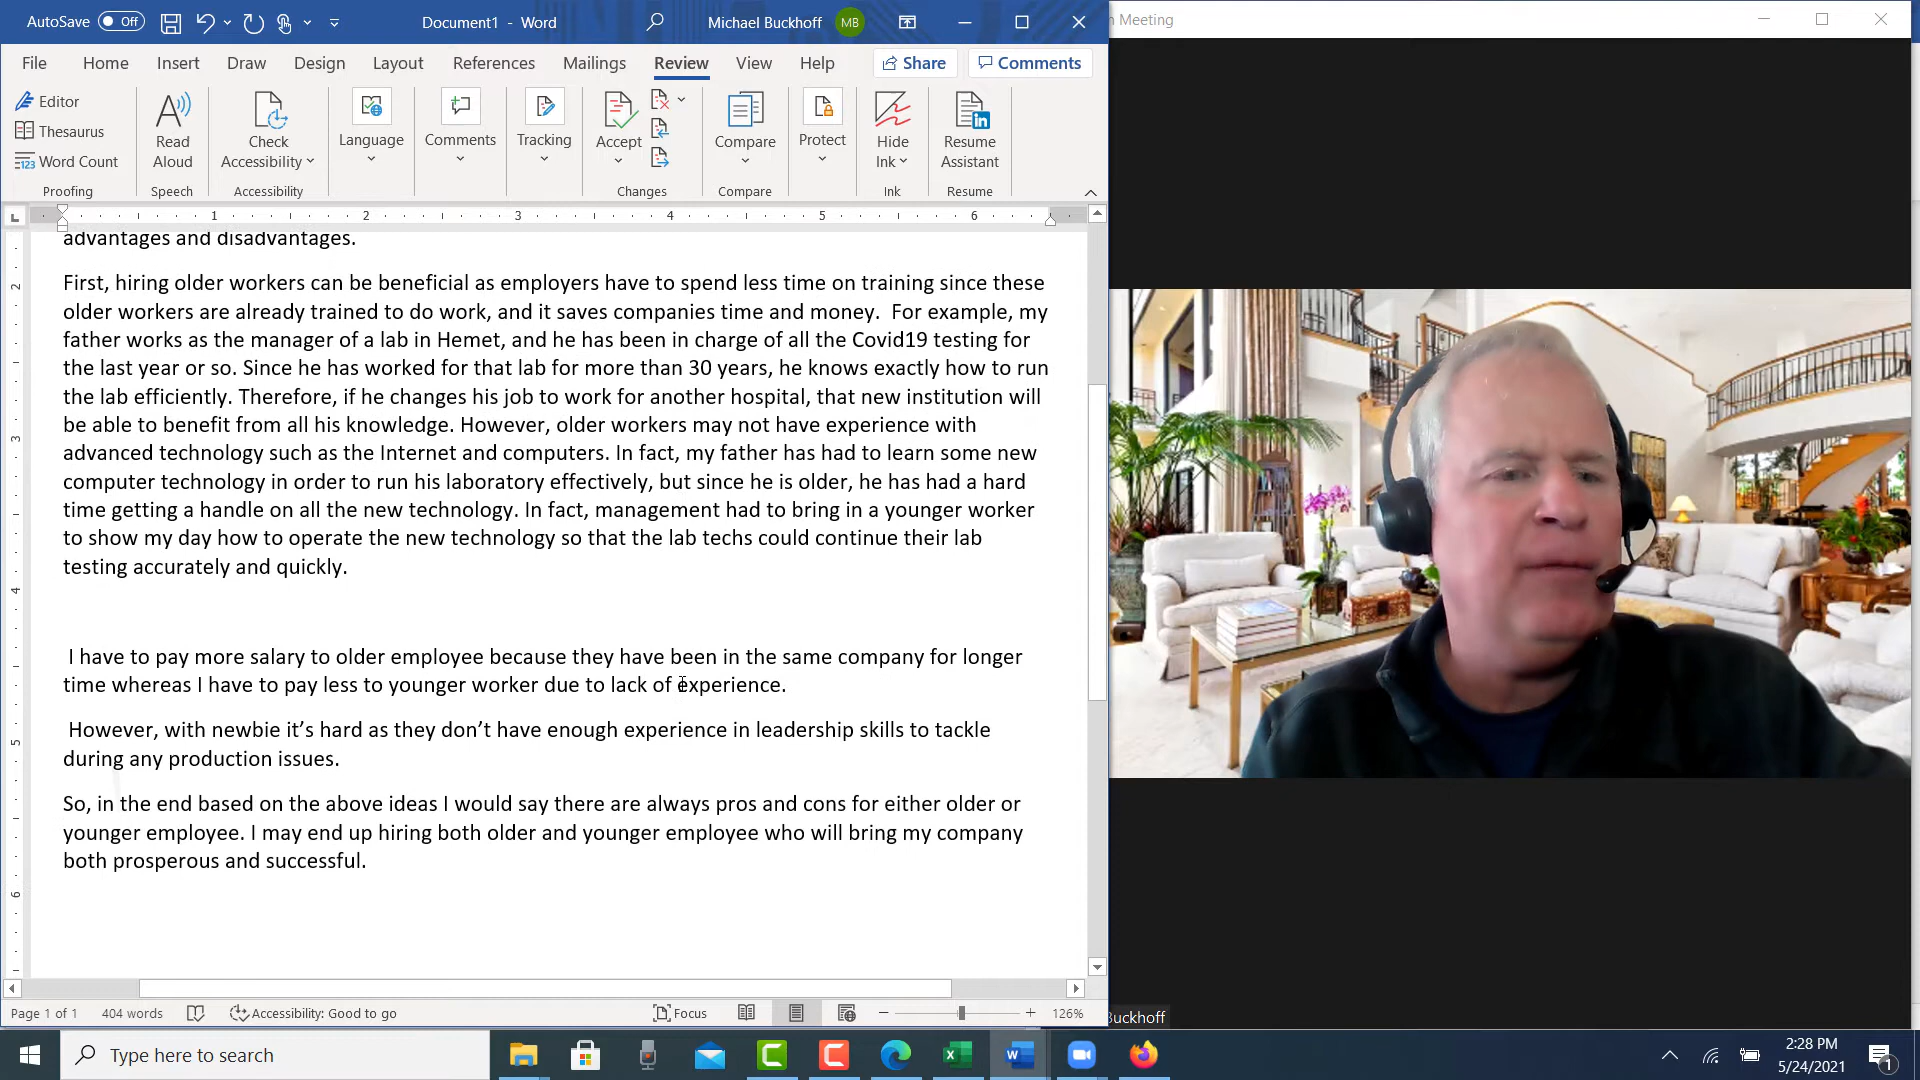 AutoSave Off Document1 - Word Michael Buckhoff MB Meeting
File Home Insert Draw Design Layout References Mailings Review View Help Share Comments
Editor
Thesaurus
123 Word Count
Proofing
Read Aloud
Speech
Check Accessibility
Accessibility
Language
Comments
Tracking
Accept
Changes
Compare
Compare
Protect
Hide Ink
Ink
Resume Assistant
Resume
L 1 2 3 4 5 6
advantages and disadvantages.
First, hiring older workers can be beneficial as employers have to spend less time on training since these
older workers are already trained to do work, and it saves companies time and money.  For example, my
father works as the manager of a lab in Hemet, and he has been in charge of all the Covid19 testing for
the last year or so. Since he has worked for that lab for more than 30 years, he knows exactly how to run
the lab efficiently. Therefore, if he changes his job to work for another hospital, that new institution will
be able to benefit from all his knowledge. However, older workers may not have experience with
advanced technology such as the Internet and computers. In fact, my father has had to learn some new
computer technology in order to run his laboratory effectively, but since he is older, he has had a hard
time getting a handle on all the new technology. In fact, management had to bring in a younger worker
to show my day how to operate the new technology so that the lab techs could continue their lab
testing accurately and quickly.
I have to pay more salary to older employee because they have been in the same company for longer
time whereas I have to pay less to younger worker due to lack of experience.
However, with newbie it’s hard as they don’t have enough experience in leadership skills to tackle
during any production issues.
So, in the end based on the above ideas I would say there are always pros and cons for either older or
younger employee. I may end up hiring both older and younger employee who will bring my company
both prosperous and successful.
2
3
4
5
6
Page 1 of 1 404 words Accessibility: Good to go Focus 126%
Buckhoff
Type here to search
2:28 PM
5/24/2021
1